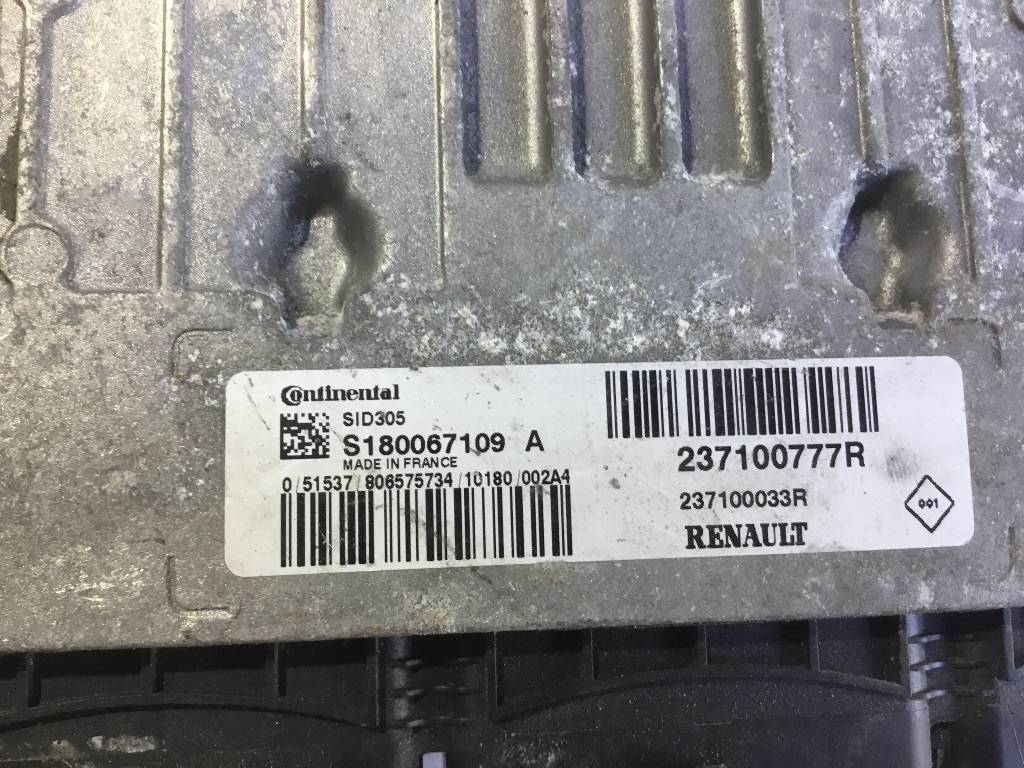 Continental
SID305
S180067109 A
MADE IN FRANCE
0/51537/806575734/10180/002A4
237100777R
237100033R
RENAULT
001